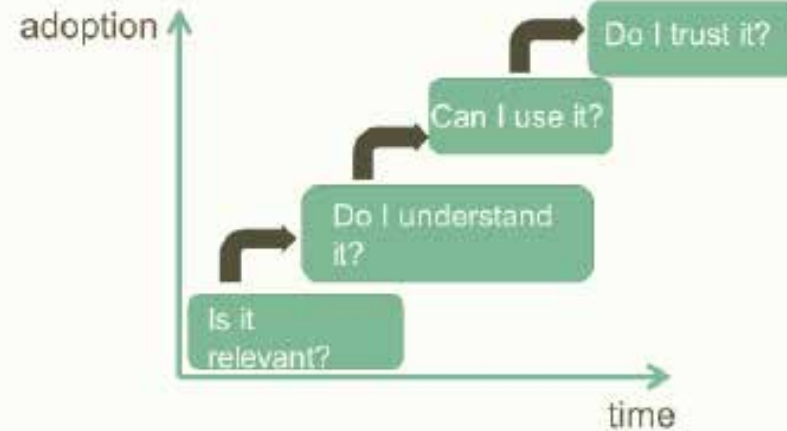 adoption
Do I trust it?
Can I use it?
Do I understand
it?
Is it
relevant?
time